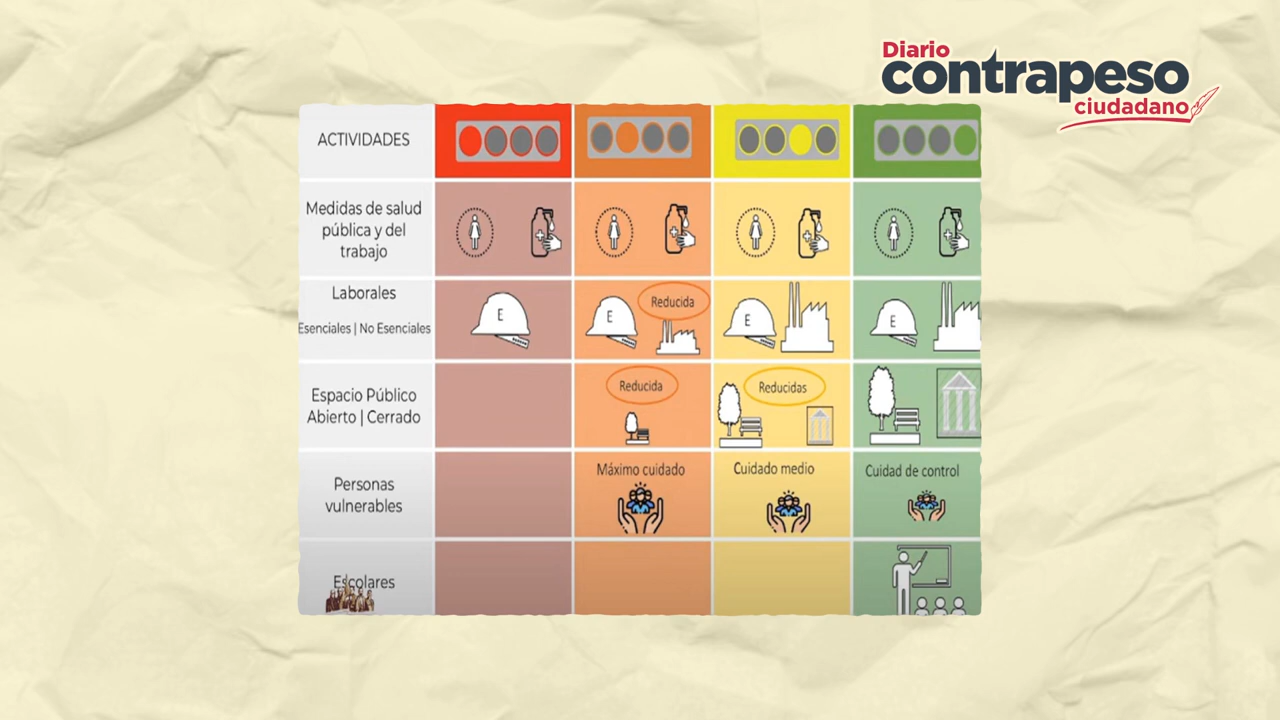 Diario
contrapeso
ciudadano
ACTIVIDADES
Medidas de salud
pública y del
trabajo
Laborales
Esenciales | No Esenciales
E
E
Reducida
E
E
Espacio Público
Abierto | Cerrado
Reducida
Reducidas
Personas
vulnerables
Máximo cuidado
Cuidado medio
Cuidad de control
Escolares